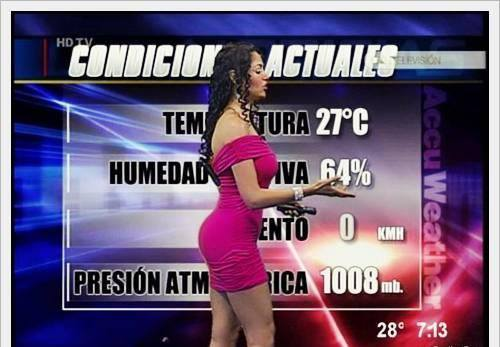 HD TV
CONDICION ACTUALES
TELEVISIÓN
TEM TURA 27°C
HUMEDAD IVA 64%
ENTO 0 KMH
PRESIÓN ATM RICA 1008 mb.
AccuWeather
28° 7:13